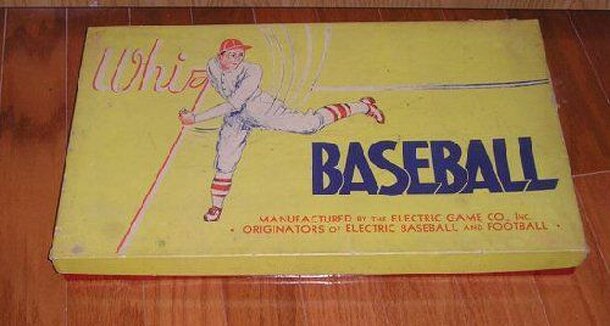 Whiz
BASEBALL
MANUFACTURED BY THE ELECTRIC GAME CO., INC.
• ORIGINATORS OF ELECTRIC BASEBALL AND FOOTBALL •